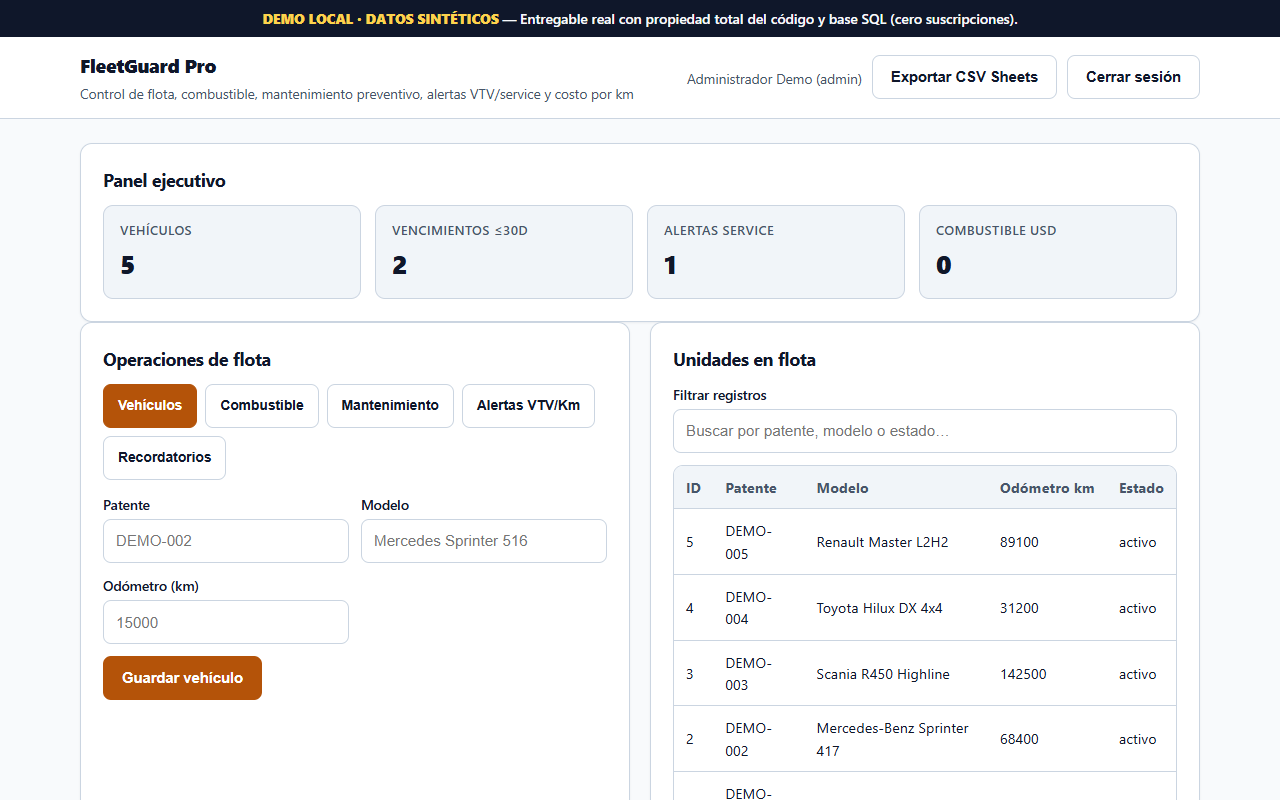 DEMO LOCAL · DATOS SINTÉTICOS — Entregable real con propiedad total del código y base SQL (cero suscripciones).
FleetGuard Pro
Control de flota, combustible, mantenimiento preventivo, alertas VTV/service y costo por km
Administrador Demo (admin)
Exportar CSV Sheets
Cerrar sesión
Panel ejecutivo
VEHÍCULOS
5
VENCIMIENTOS ≤30D
2
ALERTAS SERVICE
1
COMBUSTIBLE USD
0
Operaciones de flota
Vehículos
Combustible
Mantenimiento
Alertas VTV/Km
Recordatorios
Patente
DEMO-002
Modelo
Mercedes Sprinter 516
Odómetro (km)
15000
Guardar vehículo
Unidades en flota
Filtrar registros
Buscar por patente, modelo o estado…
ID Patente Modelo Odómetro km Estado
5 DEMO-005 Renault Master L2H2 89100 activo
4 DEMO-004 Toyota Hilux DX 4x4 31200 activo
3 DEMO-003 Scania R450 Highline 142500 activo
2 DEMO-002 Mercedes-Benz Sprinter 417 68400 activo
DEMO-